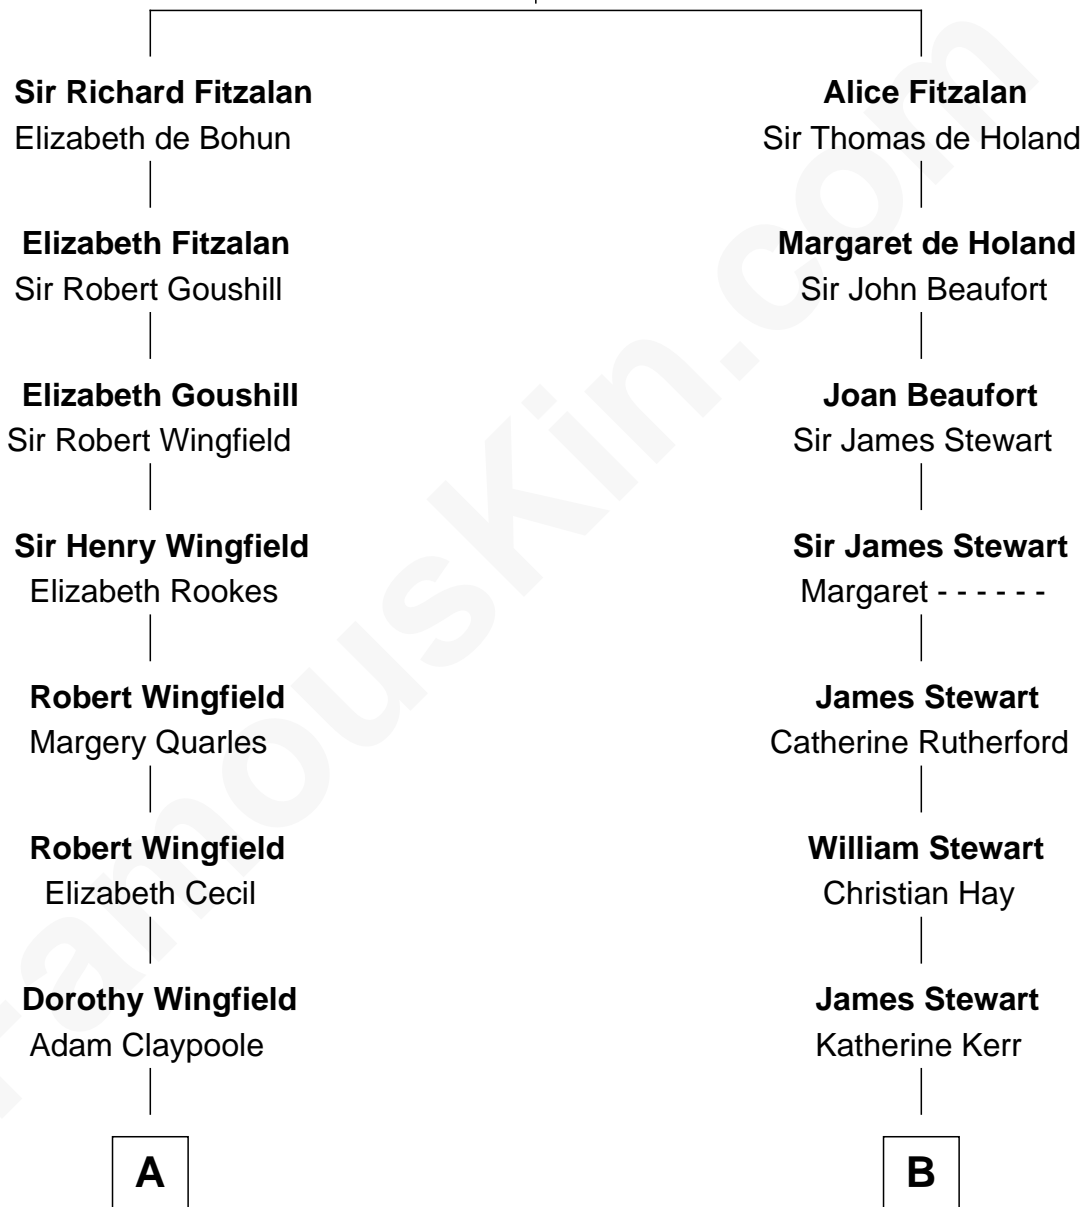 Sir Richard Fitzalan
Elizabeth de Bohun
Elizabeth Fitzalan
Sir Robert Goushill
Elizabeth Goushill
Sir Robert Wingfield
Sir Henry Wingfield
Elizabeth Rookes
Robert Wingfield
Margery Quarles
Robert Wingfield
Elizabeth Cecil
Dorothy Wingfield
Adam Claypoole
A
Alice Fitzalan
Sir Thomas de Holand
Margaret de Holand
Sir John Beaufort
Joan Beaufort
Sir James Stewart
Sir James Stewart
Margaret - - - - - -
James Stewart
Catherine Rutherford
William Stewart
Christian Hay
James Stewart
Katherine Kerr
B
FamousKin.com